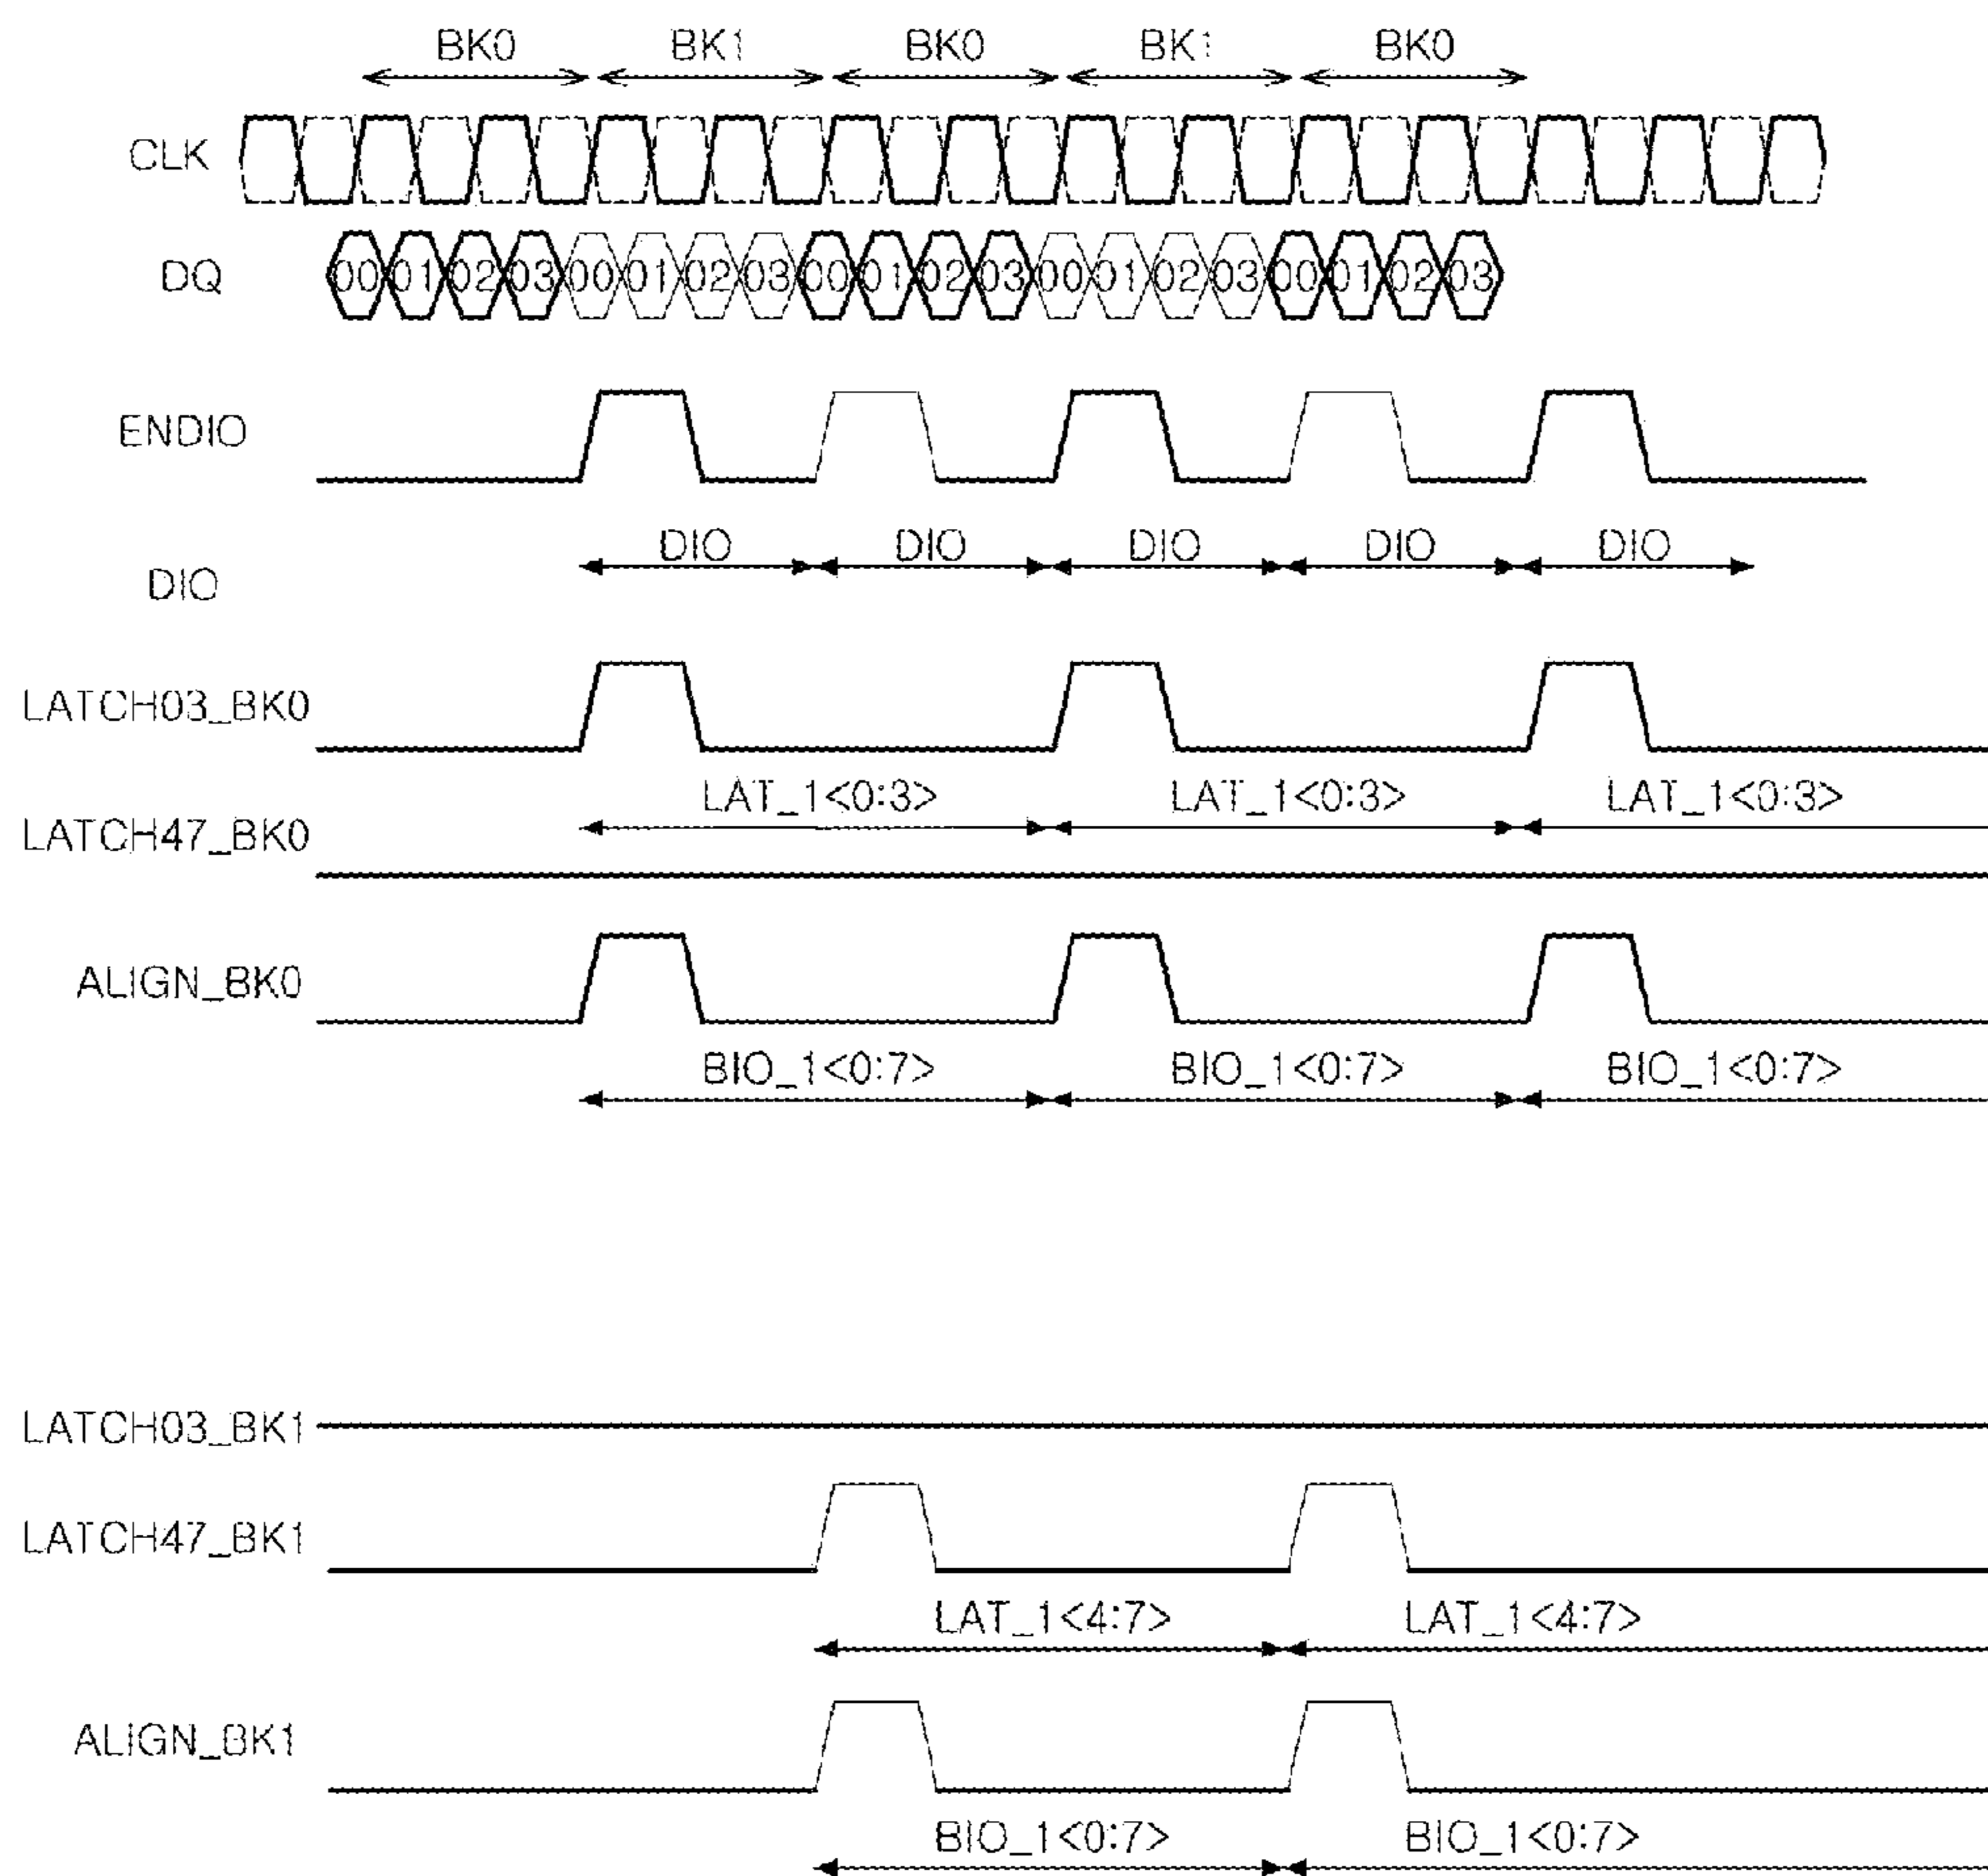 BK0 BK1 BK0 BK1 BK0
CLK
DQ 00 01 02 03 00 01 02 03 00 01 02 03 00 01 02 03 00 01 02 03
ENDIO
DIO DIO DIO DIO DIO
DIO
LATCH03_BK0
LAT_1<0:3> LAT_1<0:3> LAT_1<0:3>
LATCH47_BK0
ALIGN_BK0
BIO_1<0:7> BIO_1<0:7> BIO_1<0:7>
LATCH03_BK1
LATCH47_BK1
LAT_1<4:7> LAT_1<4:7>
ALIGN_BK1
BIO_1<0:7> BIO_1<0:7>